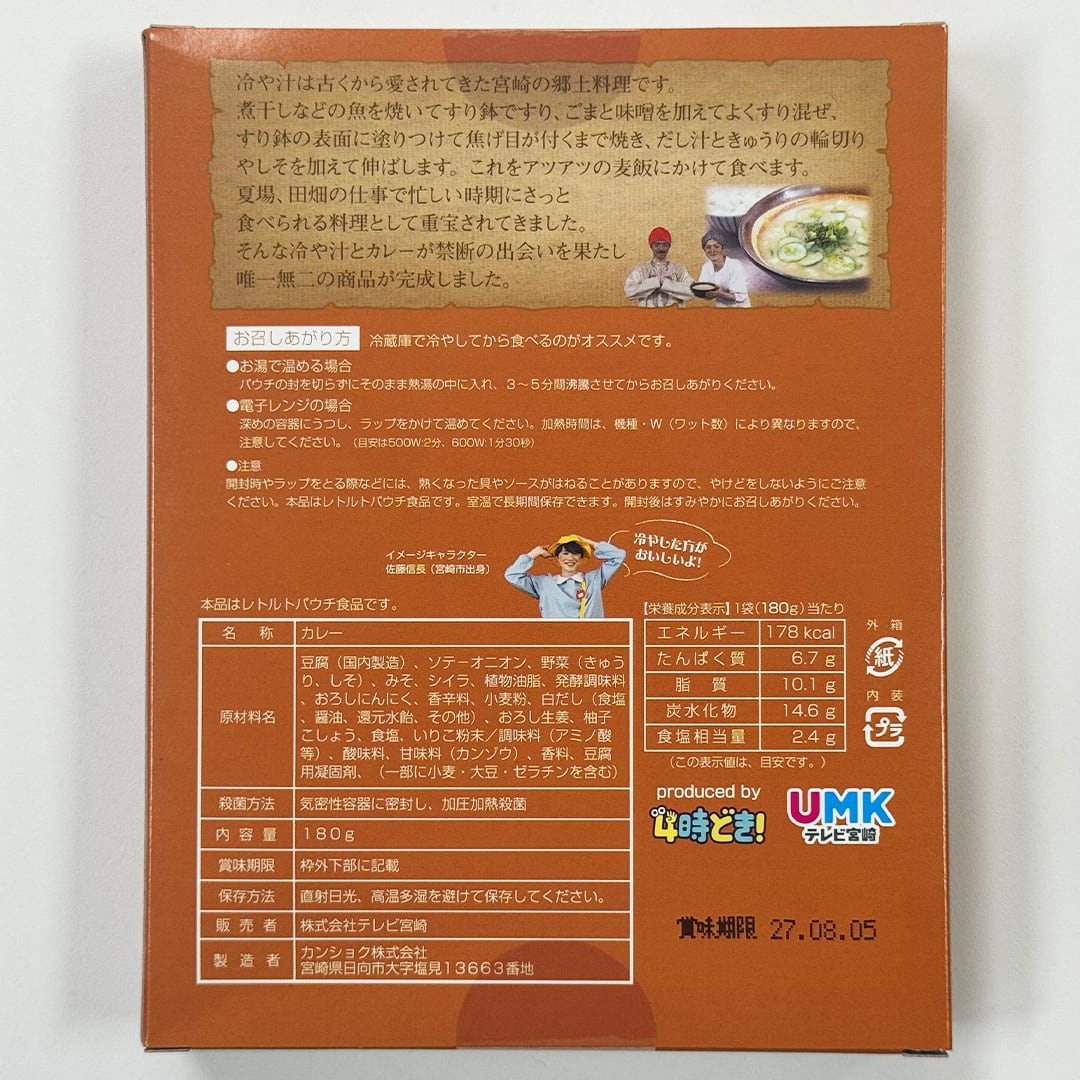 冷や汁は古くから愛されてきた宮崎の郷土料理です。
煮干しなどの魚を焼いてすり鉢ですり、ごまと味噌を加えてよくすり混ぜ、
すり鉢の表面に塗りつけて焦げ目が付くまで焼き、だし汁ときゅうりの輪切り
やしそを加えて伸ばします。これをアツアツの麦飯にかけて食べます。
夏場、田畑の仕事で忙しい時期にさっと
食べられる料理として重宝されてきました。
そんな冷や汁とカレーが禁断の出会いを果たし
唯一無二の商品が完成しました。
お召しあがり方 冷蔵庫で冷やしてから食べるのがオススメです。
●お湯で温める場合
パウチの封を切らずにそのまま熱湯の中に入れ、3～5分間沸騰させてからお召しあがりください。
●電子レンジの場合
深めの容器にうつし、ラップをかけて温めてください。加熱時間は、機種・W（ワット数）により異なりますので、
注意してください。（目安は500W:2分、600W:1分30秒）
●注意
開封時やラップをとる際などには、熱くなった具やソースがはねることがありますので、やけどをしないようにご注意
ください。本品はレトルトパウチ食品です。室温で長期間保存できます。開封後はすみやかにお召しあがりください。
イメージキャラクター
佐藤信長（宮崎市出身）
冷やした方が
おいしいよ!
本品はレトルトパウチ食品です。
名称 カレー
原材料名
豆腐（国内製造）、ソテーオニオン、野菜（きゅう
り、しそ）、みそ、シイラ、植物油脂、発酵調味料
、おろしにんにく、香辛料、小麦粉、白だし（食塩
、醤油、還元水飴、その他）、おろし生姜、柚子
こしょう、食塩、いりこ粉末／調味料（アミノ酸
等）、酸味料、甘味料（カンゾウ）、香料、豆腐
用凝固剤、（一部に小麦・大豆・ゼラチンを含む）
殺菌方法 気密性容器に密封し、加圧加熱殺菌
内容量 180g
賞味期限 枠外下部に記載
保存方法 直射日光、高温多湿を避けて保存してください。
販売者 株式会社テレビ宮崎
製造者 カンショク株式会社
宮崎県日向市大字塩見13663番地
【栄養成分表示】1袋（180g）当たり
エネルギー 178 kcal
たんぱく質 6.7 g
脂質 10.1 g
炭水化物 14.6 g
食塩相当量 2.4 g
（この表示値は、目安です。）
外箱
紙
内装
プラ
produced by
4時どき!
UMK
テレビ宮崎
賞味期限 27.08.05